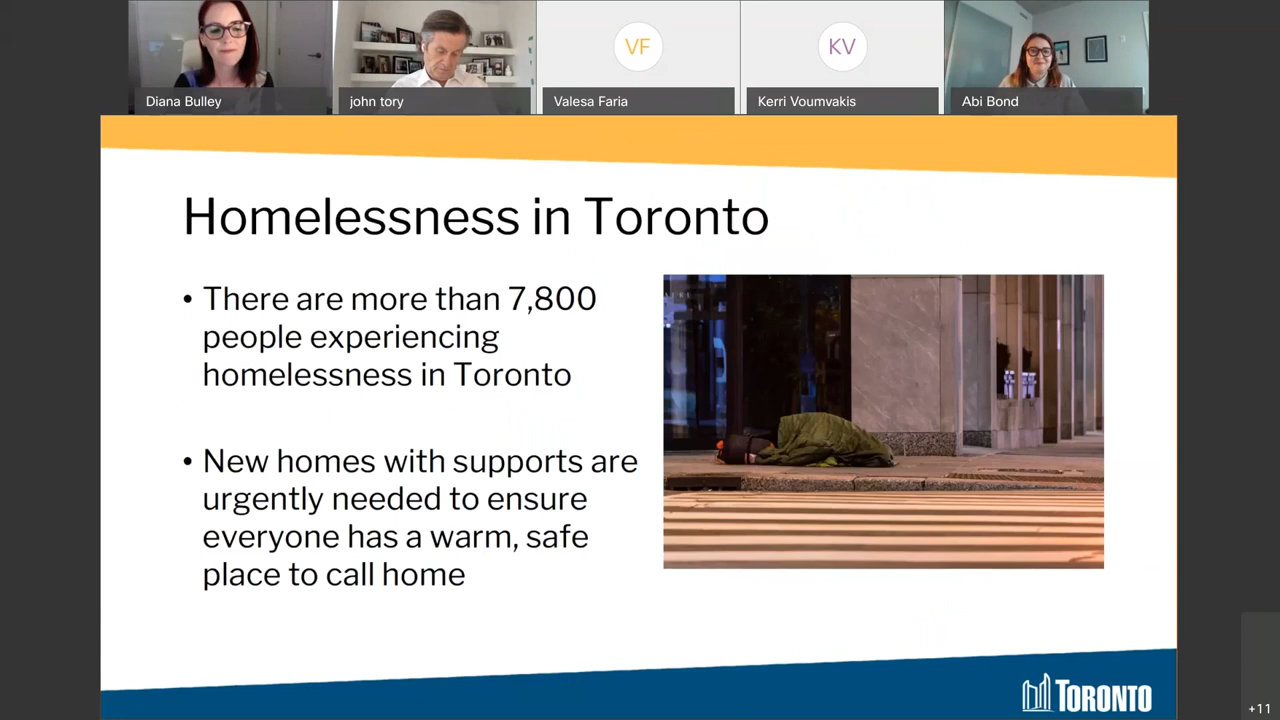 VF
KV
Diana Bulley
john tory
Valesa Faria
Kerri Voumvakis
Abi Bond
Homelessness in Toronto
• There are more than 7,800
people experiencing
homelessness in Toronto
• New homes with supports are
urgently needed to ensure
everyone has a warm, safe
place to call home
TORONTO
+11